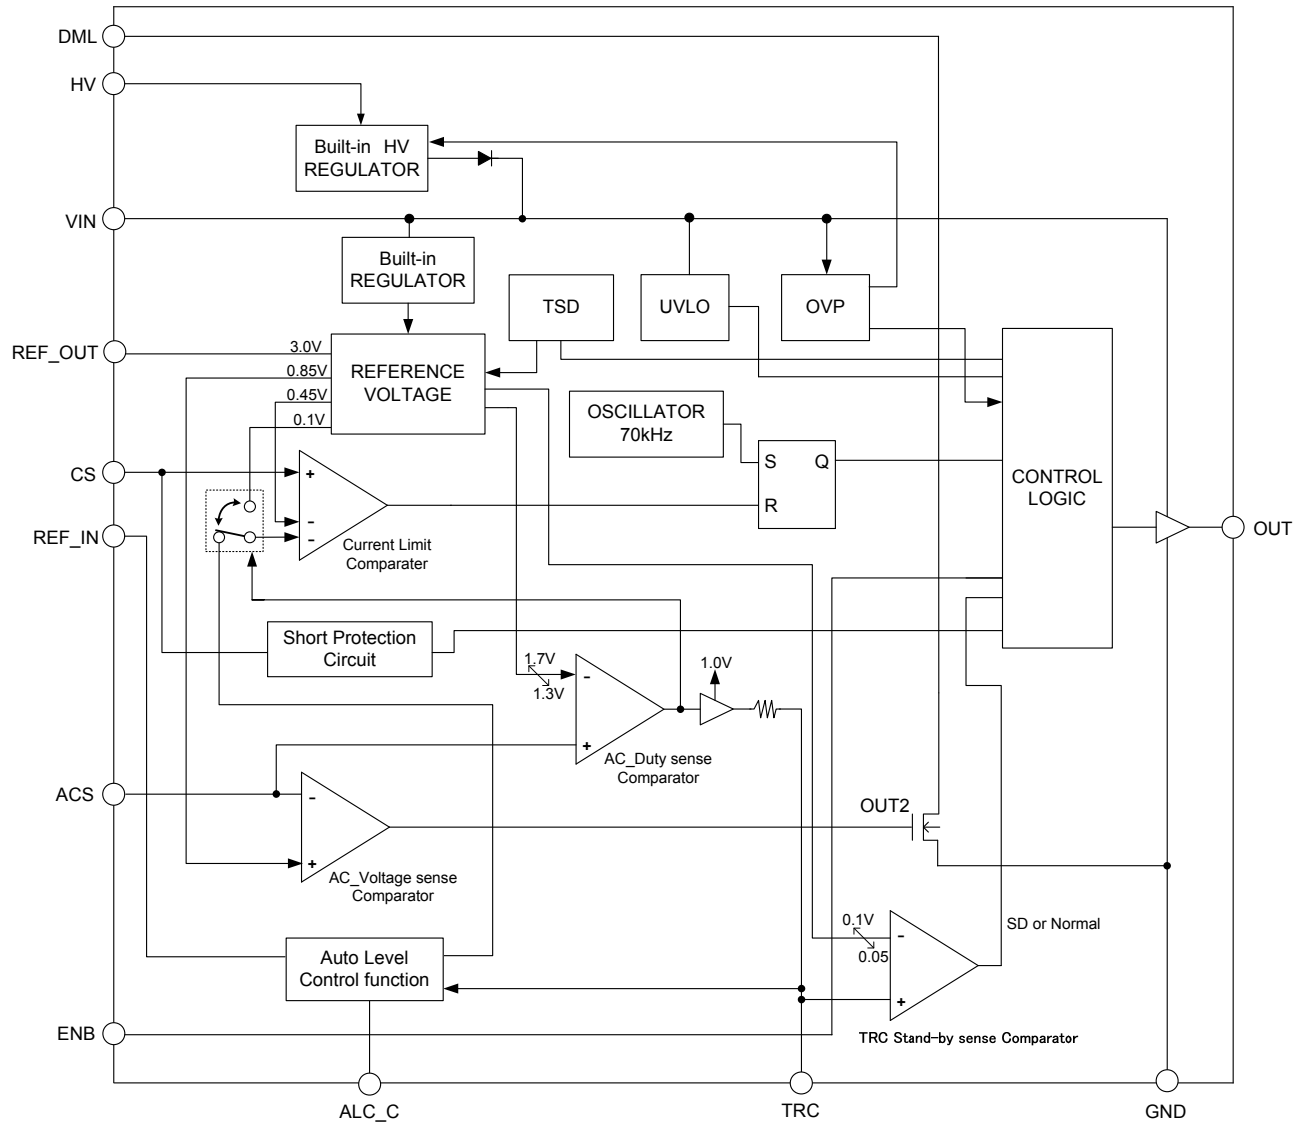 DML
HV
Built-in HV
REGULATOR
VIN
Built-in
REGULATOR
TSD
UVLO
OVP
REF_OUT
3.0V
0.85V
0.45V
0.1V
REFERENCE
VOLTAGE
OSCILLATOR
70kHz
S
Q
R
CONTROL
LOGIC
CS
+
-
-
Current Limit
Comparater
REF_IN
OUT
Short Protection
Circuit
1.7V
1.3V
-
+
1.0V
AC_Duty sense
Comparator
ACS
-
+
AC_Voltage sense
Comparator
OUT2
0.1V
0.05
-
+
SD or Normal
TRC Stand-by sense Comparator
Auto Level
Control function
ENB
ALC_C
TRC
GND